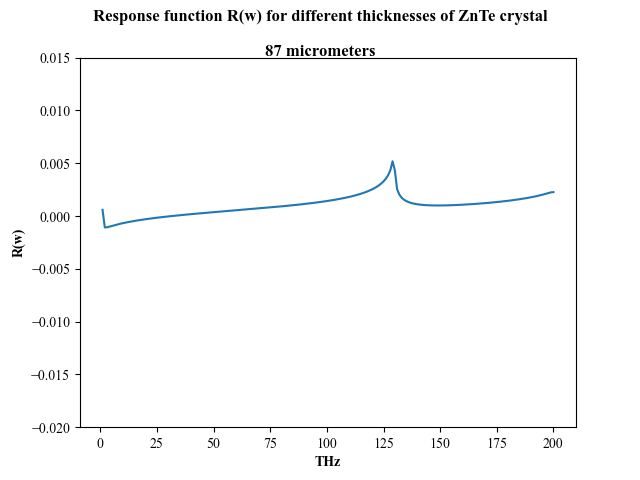 Response function R(w) for different thicknesses of ZnTe crystal
87 micrometers
0.015
0.010
0.005
0.000
−0.005
−0.010
−0.015
−0.020
R(w)
0 25 50 75 100 125 150 175 200
THz